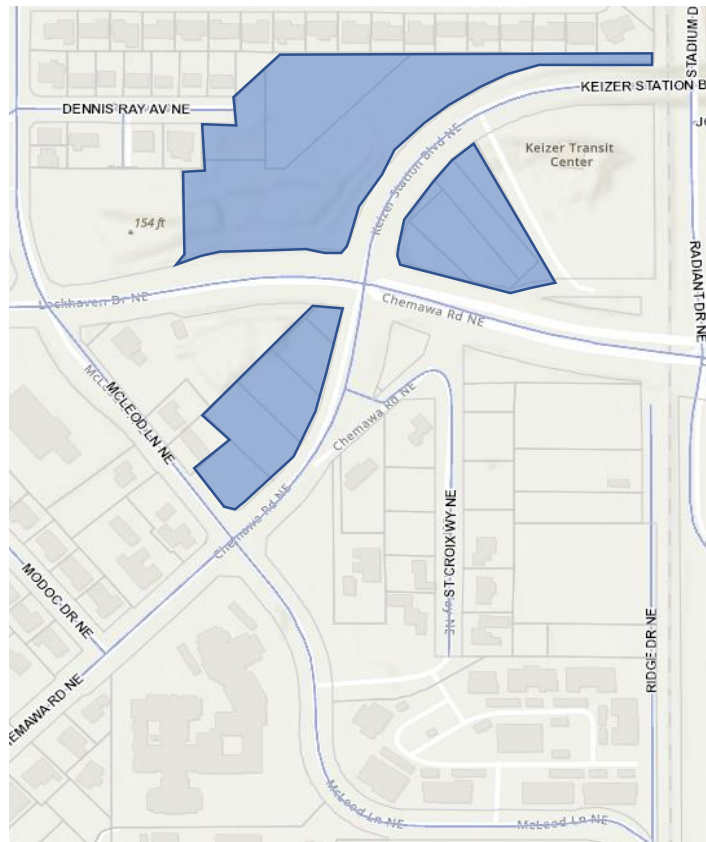 STADIUM D
KEIZER STATION B
DENNIS RAY AV NE
Keizer Transit
Center
Keizer Station Blvd NE
154 ft
RADIANT DR NE
Lockhaven Dr NE
Chemawa Rd NE
MCLEOD LN NE
Chemawa Rd NE
Chemawa Rd NE
ST CROIX WY NE
MODOC DR NE
RIDGE DR NE
EMAWA RD NE
McLeod Ln NE
McLeod Ln NE